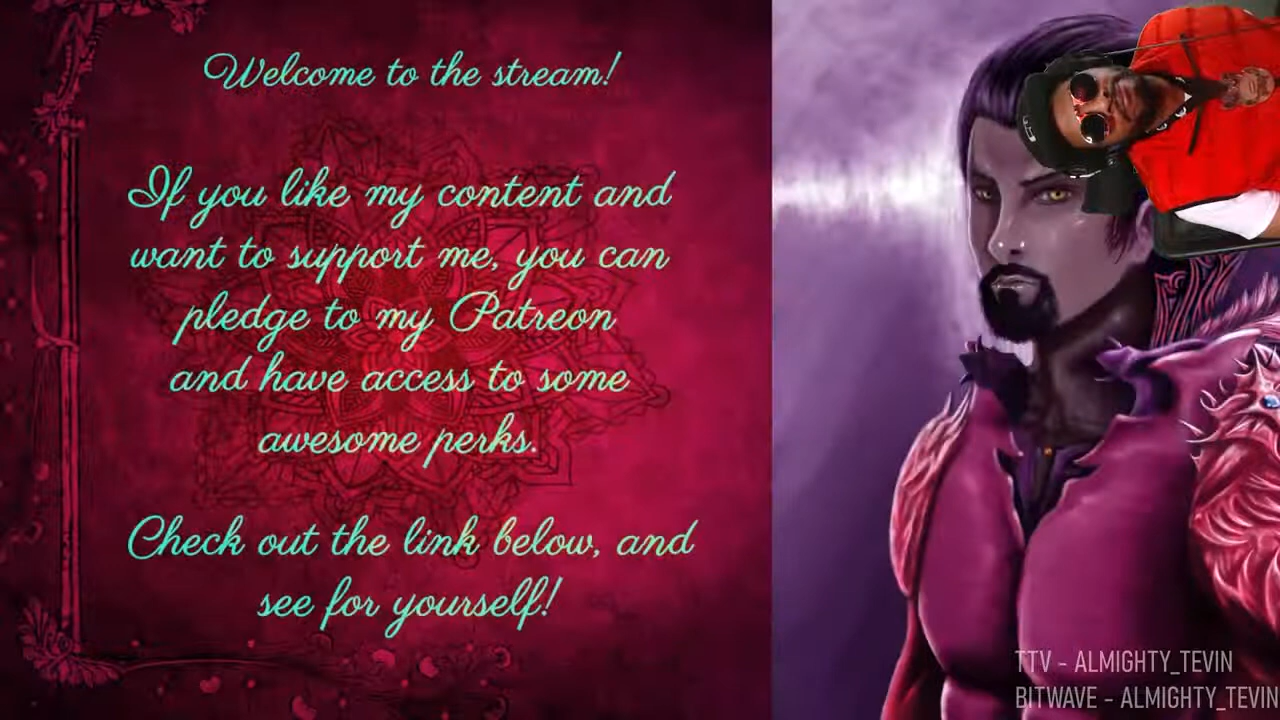 Welcome to the stream!
If you like my content and
want to support me, you can
pledge to my Patreon
and have access to some
awesome perks.
Check out the link below, and
see for yourself!
TTV - ALMIGHTY_TEVIN
BITWAVE - ALMIGHTY_TEVIN